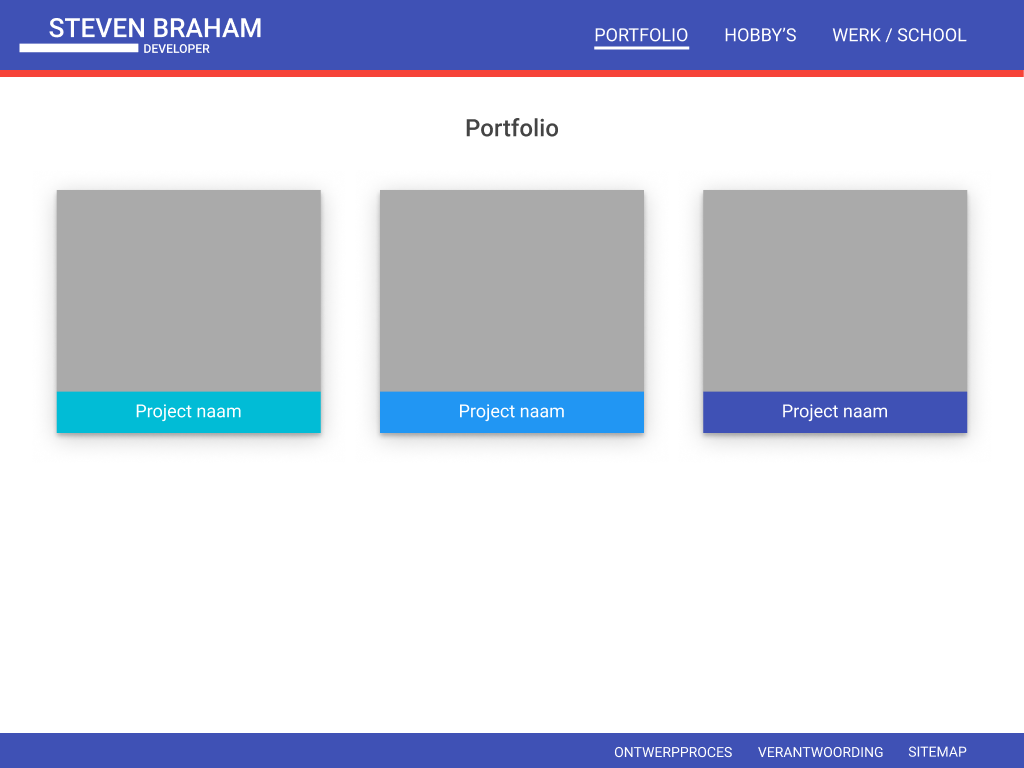 STEVEN BRAHAM
DEVELOPER
PORTFOLIO HOBBY’S WERK / SCHOOL
Portfolio
Project naam Project naam Project naam
ONTWERPPROCES VERANTWOORDING SITEMAP